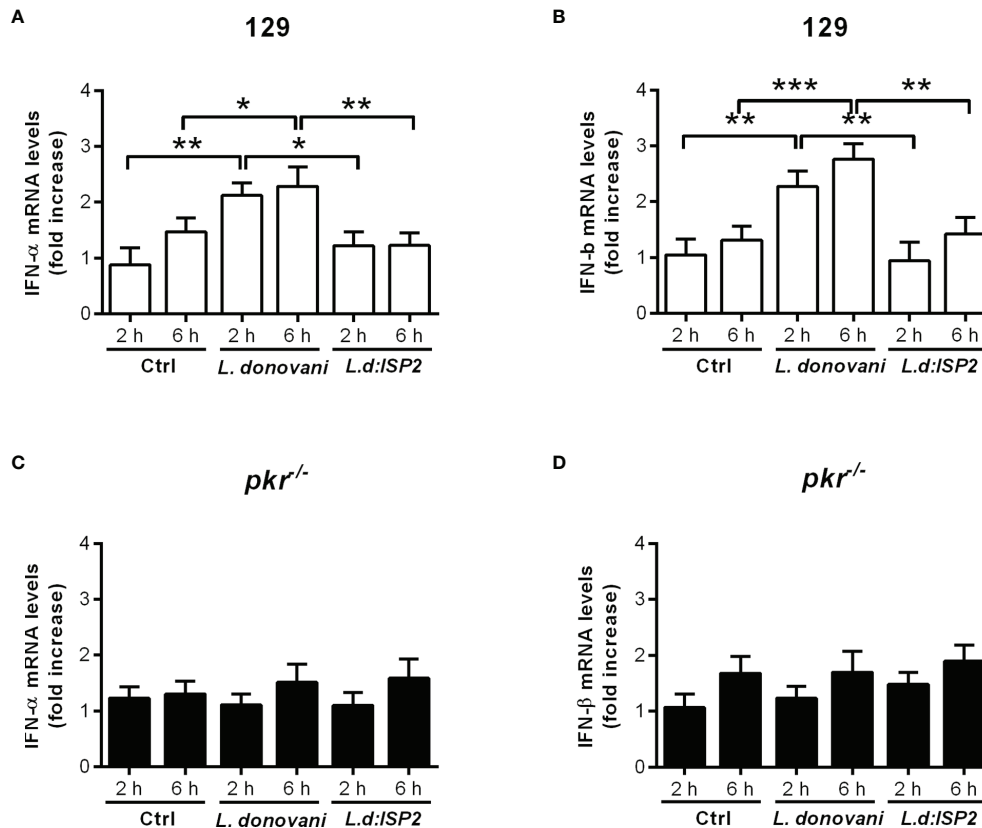 A
129
IFN-α mRNA levels
(fold increase)
4
3
2
1
0
*
**
**
*
2 h 6 h 2 h 6 h 2 h 6 h
Ctrl L. donovani L.d:ISP2
B
129
IFN-b mRNA levels
(fold increase)
4
3
2
1
0
***
**
**
**
2 h 6 h 2 h 6 h 2 h 6 h
Ctrl L. donovani L.d:ISP2
C
pkr-/-
IFN-α mRNA levels
(fold increase)
4
3
2
1
0
2 h 6 h 2 h 6 h 2 h 6 h
Ctrl L. donovani L.d:ISP2
D
pkr-/-
IFN-β mRNA levels
(fold increase)
4
3
2
1
0
2 h 6 h 2 h 6 h 2 h 6 h
Ctrl L. donovani L.d:ISP2